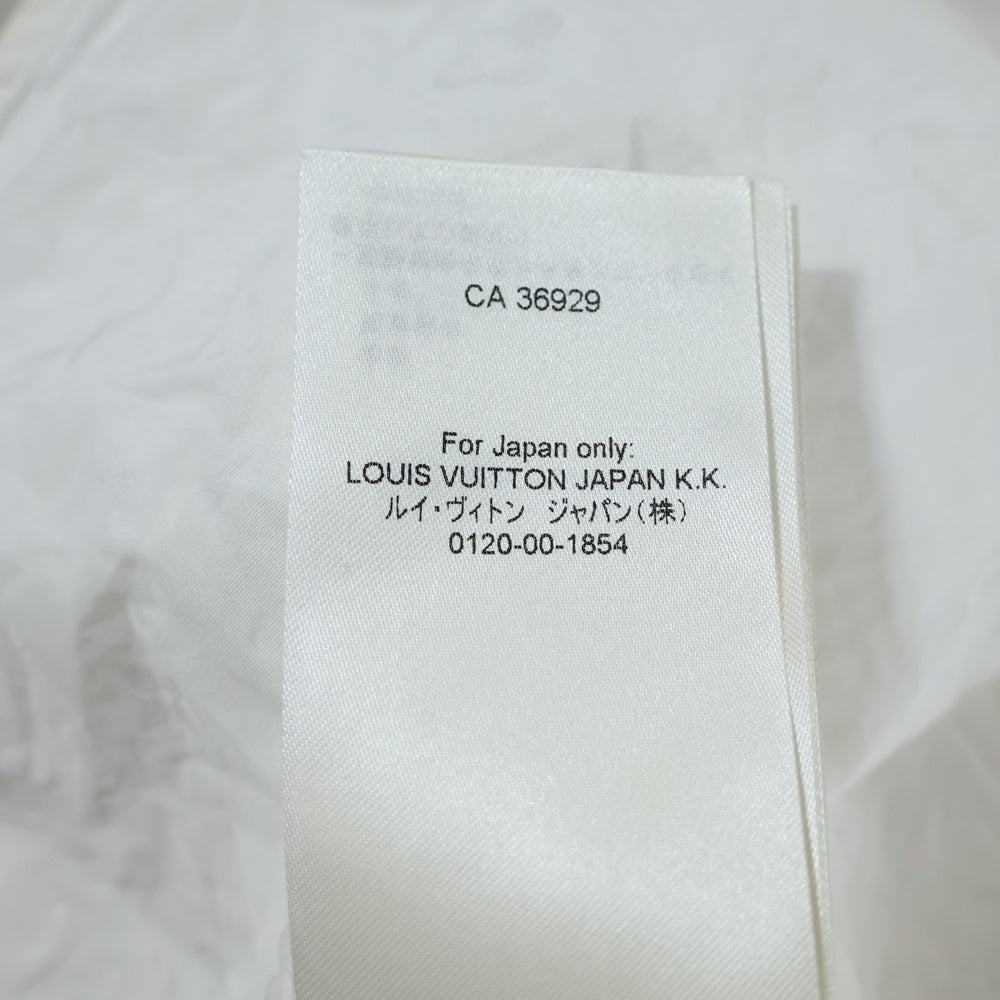 CA 36929
For Japan only:
LOUIS VUITTON JAPAN K.K.
ルイ・ヴィトン　ジャパン(株)
0120-00-1854